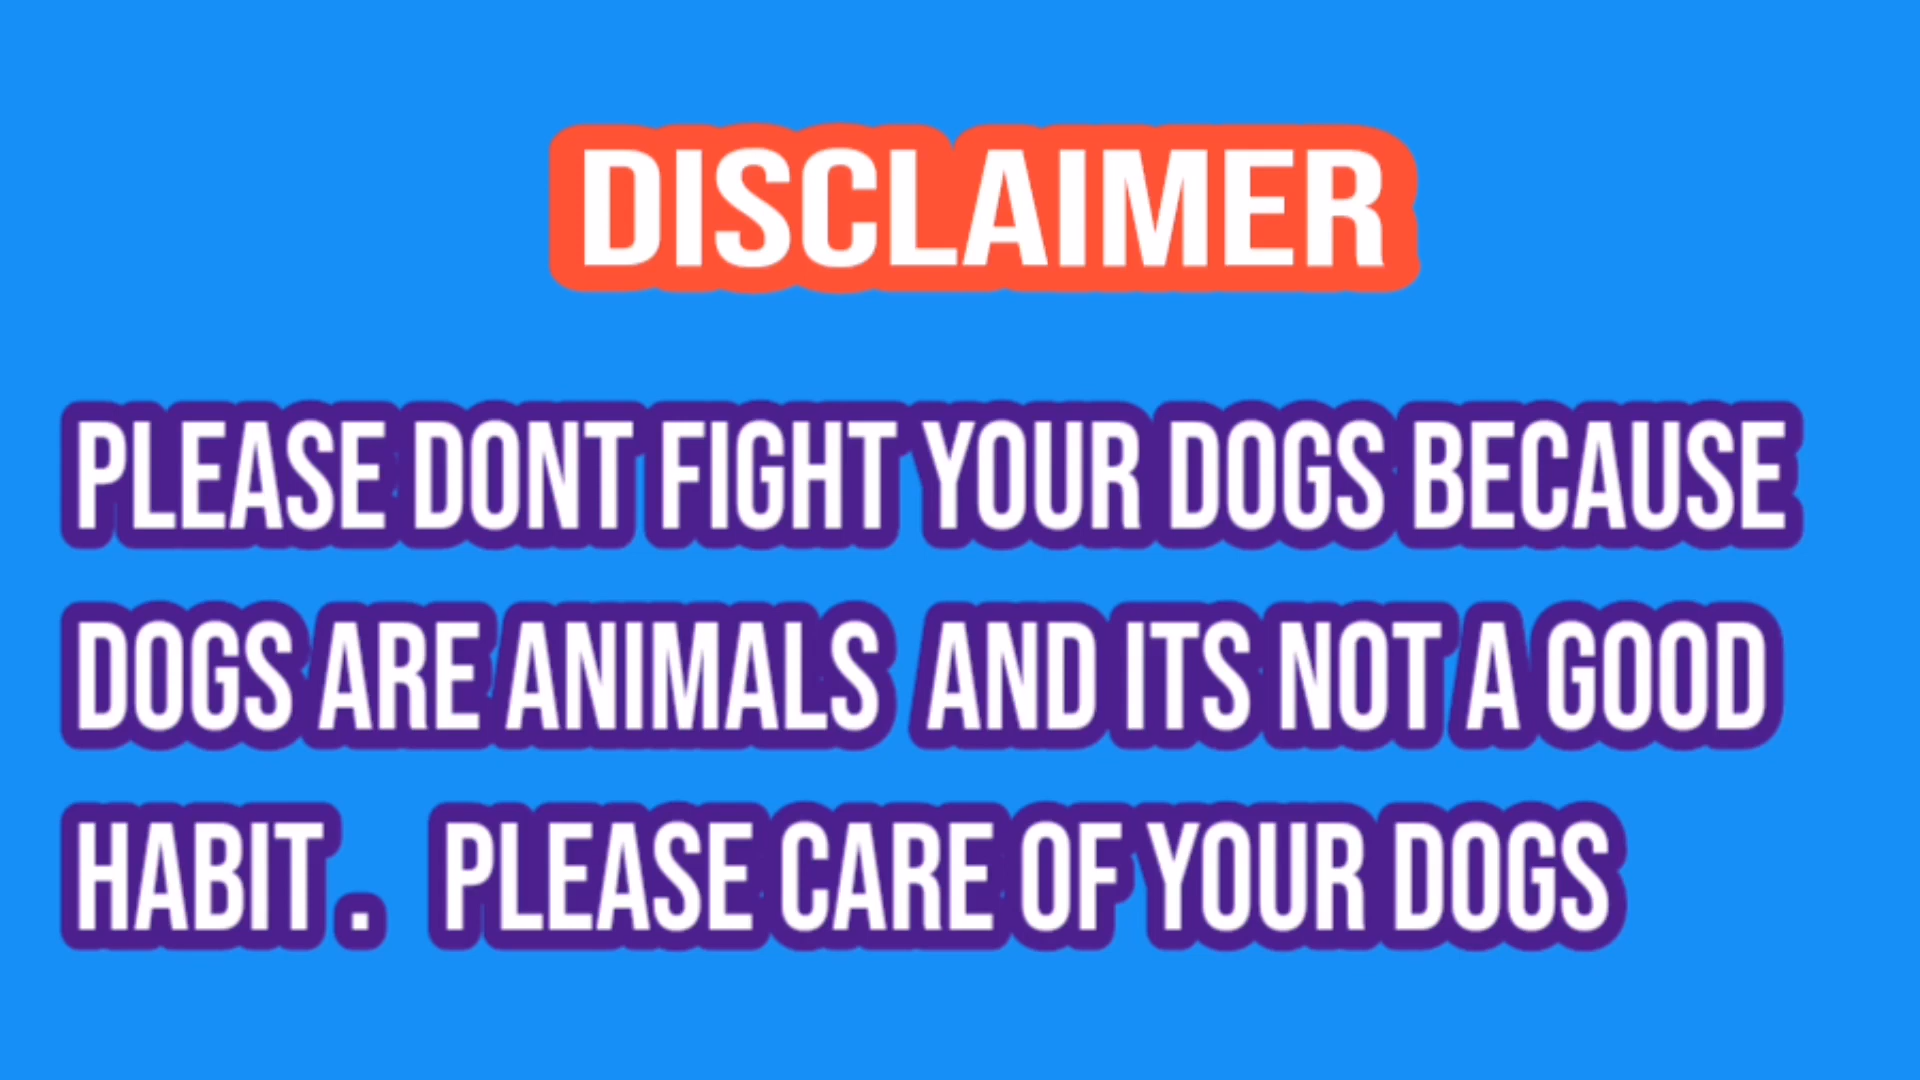 DISCLAIMER
PLEASE DONT FIGHT YOUR DOGS BECAUSE
DOGS ARE ANIMALS AND ITS NOT A GOOD
HABIT. PLEASE CARE OF YOUR DOGS